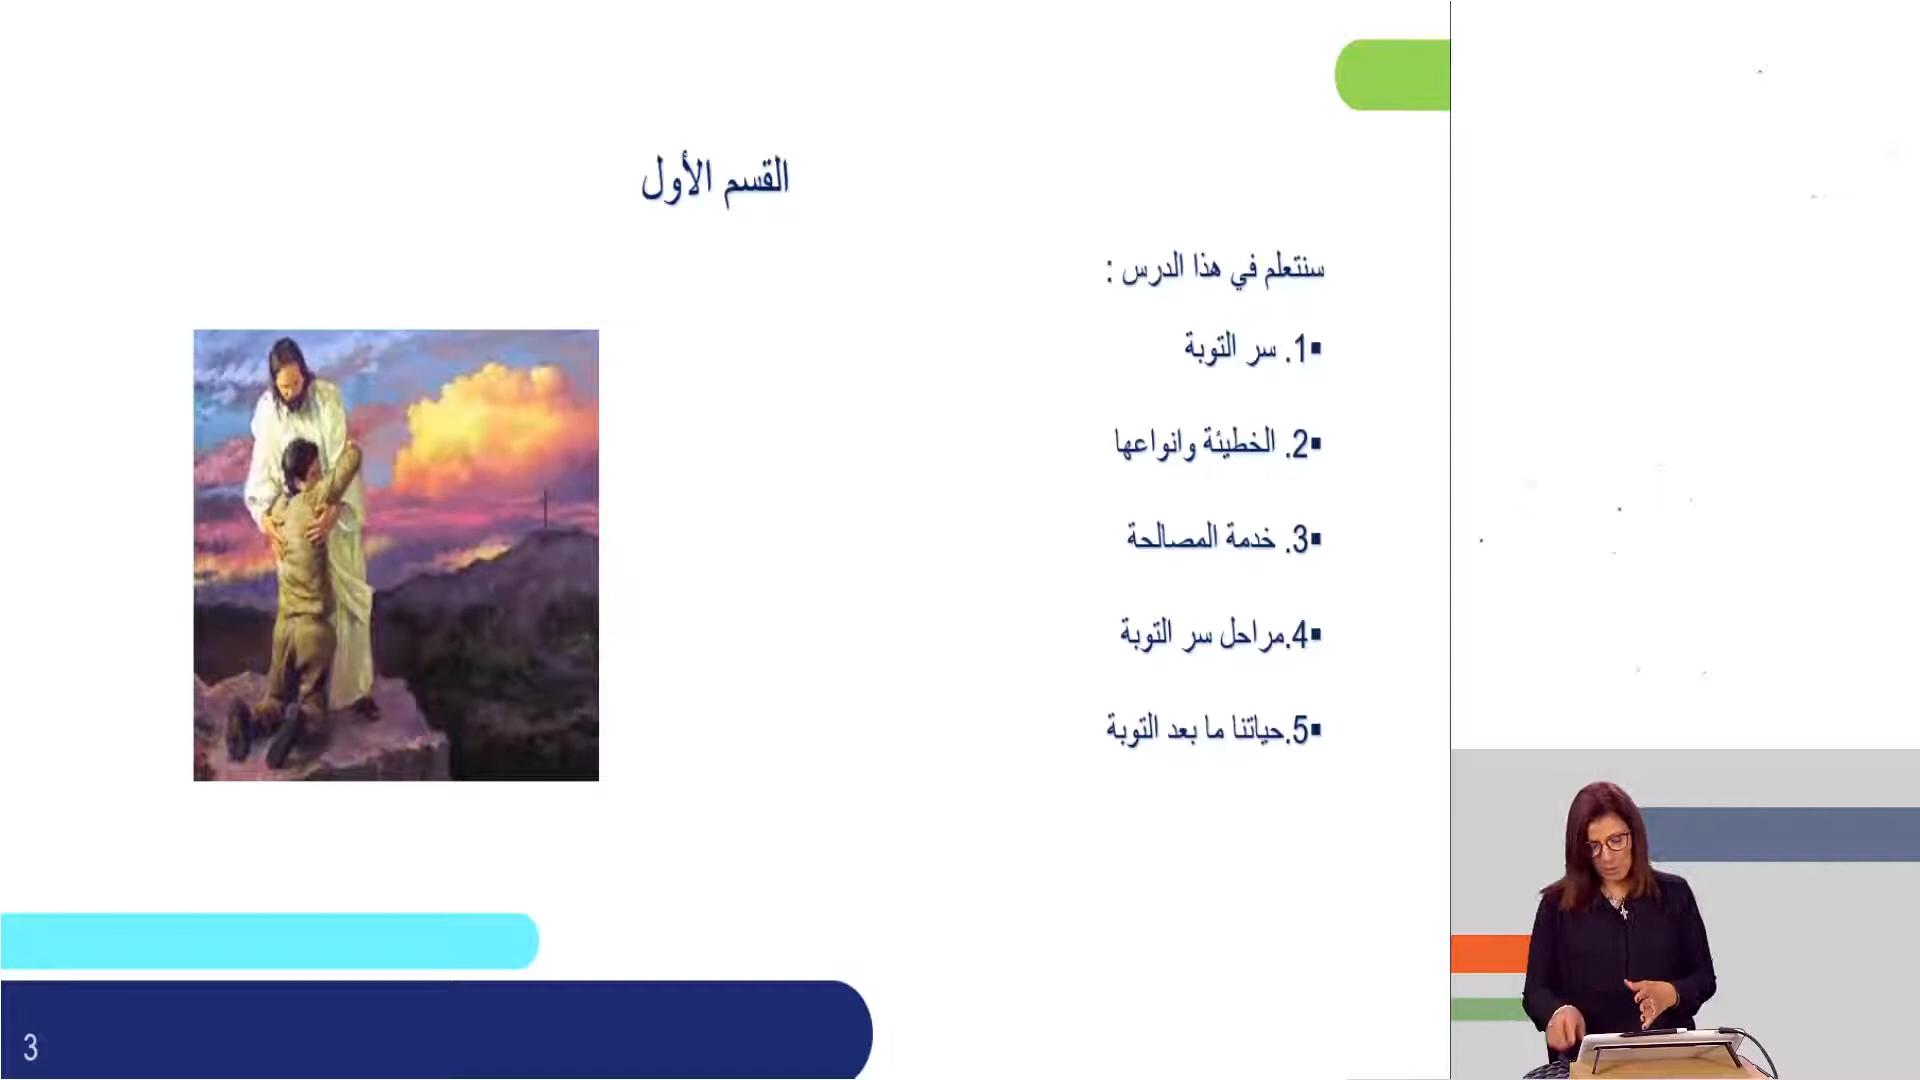 القسم الأول
سنتعلم في هذا الدرس :
▪1. سر التوبة
▪2. الخطيئة وانواعها
▪3. خدمة المصالحة
▪4.مراحل سر التوبة
▪5.حياتنا ما بعد التوبة
3